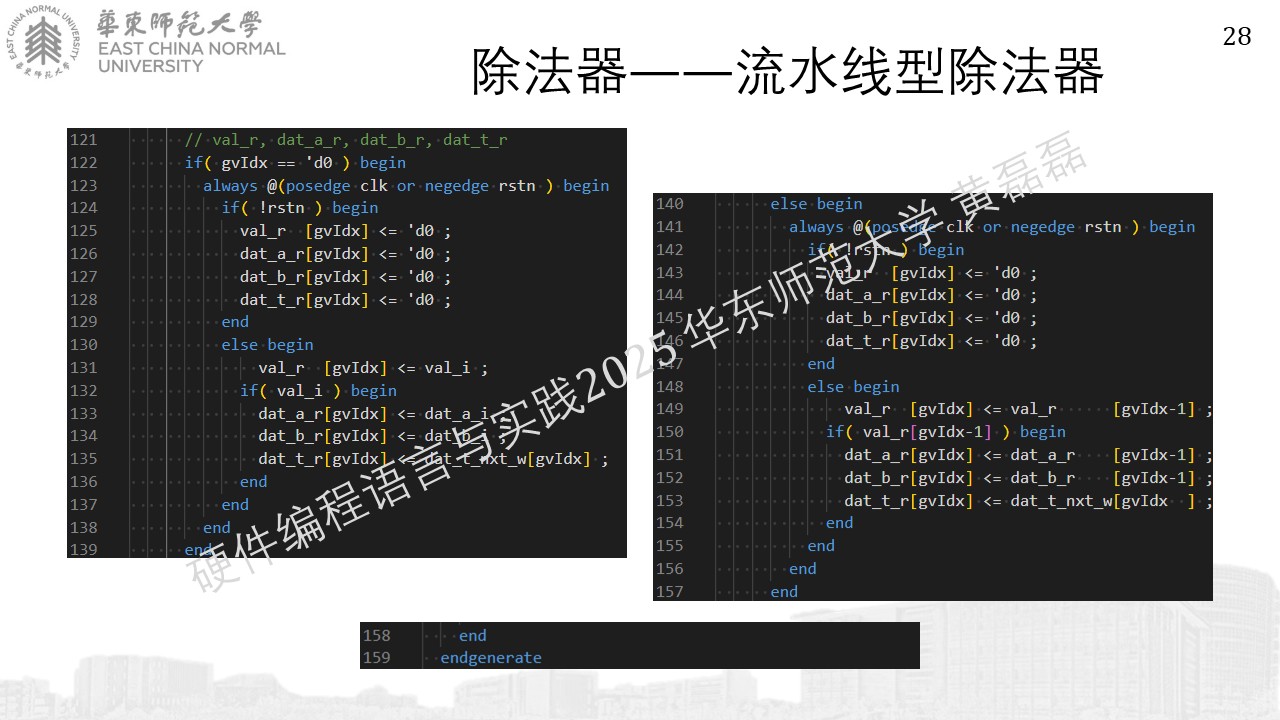 華東師范大學
EAST CHINA NORMAL
UNIVERSITY
28
除法器——流水线型除法器
121 // val_r, dat_a_r, dat_b_r, dat_t_r
122 if( gvIdx == 'd0 ) begin
123 always @(posedge clk or negedge rstn ) begin
124 if( !rstn ) begin
125 val_r  [gvIdx] <= 'd0 ;
126 dat_a_r[gvIdx] <= 'd0 ;
127 dat_b_r[gvIdx] <= 'd0 ;
128 dat_t_r[gvIdx] <= 'd0 ;
129 end
130 else begin
131 val_r  [gvIdx] <= val_i ;
132 if( val_i ) begin
133 dat_a_r[gvIdx] <= dat_a_i ;
134 dat_b_r[gvIdx] <= dat_b_i ;
135 dat_t_r[gvIdx] <= dat_t_nxt_w[gvIdx] ;
136 end
137 end
138 end
139 end
140 else begin
141 always @(posedge clk or negedge rstn ) begin
142 if( !rstn ) begin
143 val_r  [gvIdx] <= 'd0 ;
144 dat_a_r[gvIdx] <= 'd0 ;
145 dat_b_r[gvIdx] <= 'd0 ;
146 dat_t_r[gvIdx] <= 'd0 ;
147 end
148 else begin
149 val_r  [gvIdx] <= val_r      [gvIdx-1] ;
150 if( val_r[gvIdx-1] ) begin
151 dat_a_r[gvIdx] <= dat_a_r    [gvIdx-1] ;
152 dat_b_r[gvIdx] <= dat_b_r    [gvIdx-1] ;
153 dat_t_r[gvIdx] <= dat_t_nxt_w[gvIdx  ] ;
154 end
155 end
156 end
157 end
158 end
159 endgenerate
硬件编程语言与实践2025 华东师范大学 黄磊磊